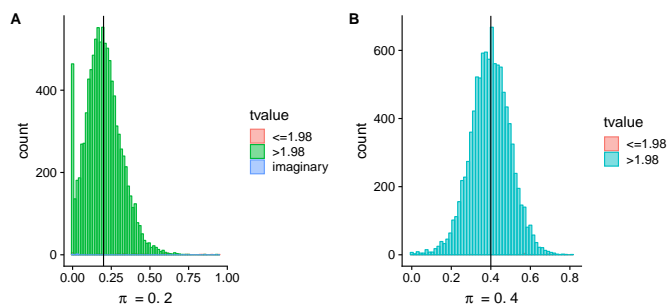 A
count
400
200
0
0.00
0.25
0.50
0.75
1.00
π = 0. 2
tvalue
<=1.98
>1.98
imaginary
B
count
600
400
200
0
0.0
0.2
0.4
0.6
0.8
π = 0. 4
tvalue
<=1.98
>1.98